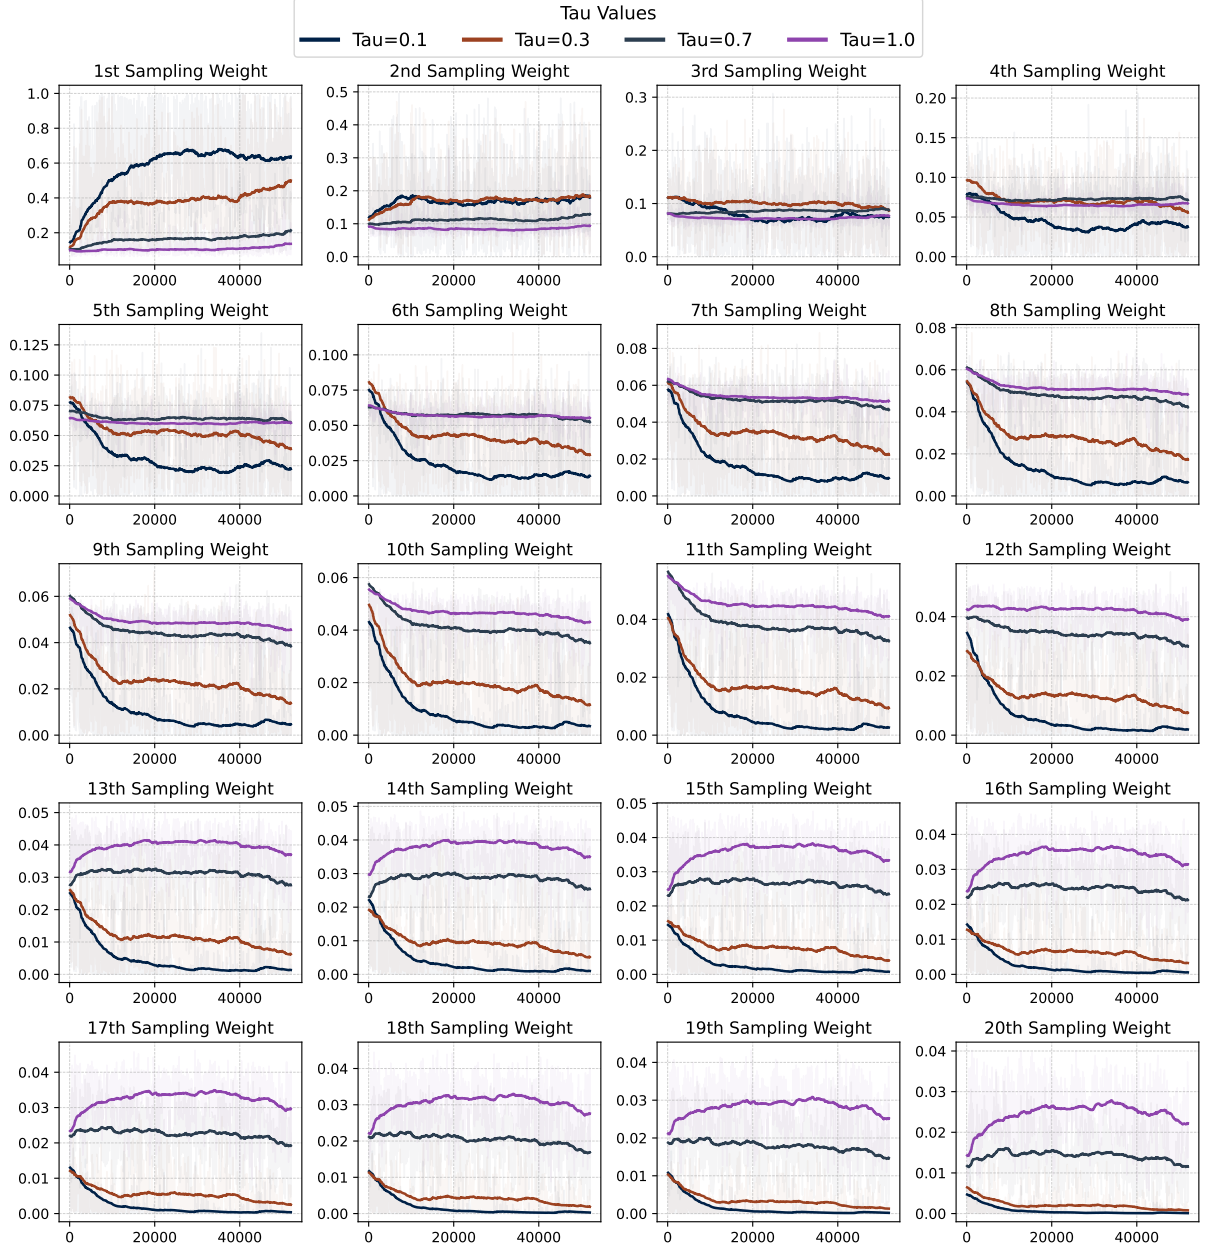 Tau Values
Tau=0.1 Tau=0.3 Tau=0.7 Tau=1.0
1st Sampling Weight
1.0
0.8
0.6
0.4
0.2
0 20000 40000
2nd Sampling Weight
0.5
0.4
0.3
0.2
0.1
0.0
0 20000 40000
3rd Sampling Weight
0.3
0.2
0.1
0.0
0 20000 40000
4th Sampling Weight
0.20
0.15
0.10
0.05
0.00
0 20000 40000
5th Sampling Weight
0.125
0.100
0.075
0.050
0.025
0.000
0 20000 40000
6th Sampling Weight
0.100
0.075
0.050
0.025
0.000
0 20000 40000
7th Sampling Weight
0.08
0.06
0.04
0.02
0.00
0 20000 40000
8th Sampling Weight
0.08
0.06
0.04
0.02
0.00
0 20000 40000
9th Sampling Weight
0.06
0.04
0.02
0.00
0 20000 40000
10th Sampling Weight
0.06
0.04
0.02
0.00
0 20000 40000
11th Sampling Weight
0.04
0.02
0.00
0 20000 40000
12th Sampling Weight
0.04
0.02
0.00
0 20000 40000
13th Sampling Weight
0.05
0.04
0.03
0.02
0.01
0.00
0 20000 40000
14th Sampling Weight
0.05
0.04
0.03
0.02
0.01
0.00
0 20000 40000
15th Sampling Weight
0.05
0.04
0.03
0.02
0.01
0.00
0 20000 40000
16th Sampling Weight
0.04
0.03
0.02
0.01
0.00
0 20000 40000
17th Sampling Weight
0.04
0.03
0.02
0.01
0.00
0 20000 40000
18th Sampling Weight
0.04
0.03
0.02
0.01
0.00
0 20000 40000
19th Sampling Weight
0.04
0.03
0.02
0.01
0.00
0 20000 40000
20th Sampling Weight
0.04
0.03
0.02
0.01
0.00
0 20000 40000